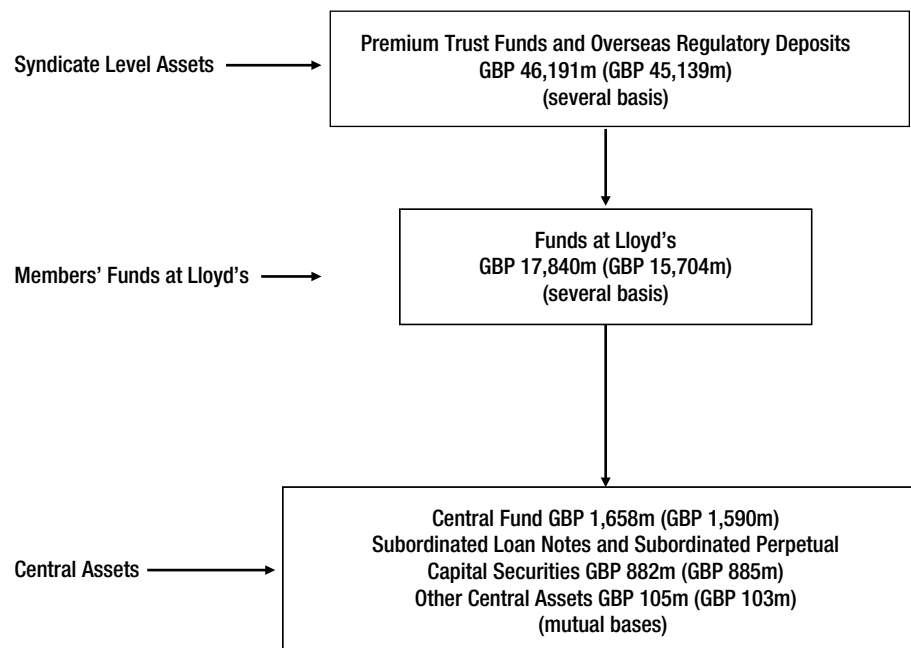 Syndicate Level Assets
Premium Trust Funds and Overseas Regulatory Deposits
GBP 46,191m (GBP 45,139m)
(several basis)
Members' Funds at Lloyd's
Funds at Lloyd's
GBP 17,840m (GBP 15,704m)
(several basis)
Central Assets
Central Fund GBP 1,658m (GBP 1,590m)
Subordinated Loan Notes and Subordinated Perpetual
Capital Securities GBP 882m (GBP 885m)
Other Central Assets GBP 105m (GBP 103m)
(mutual bases)